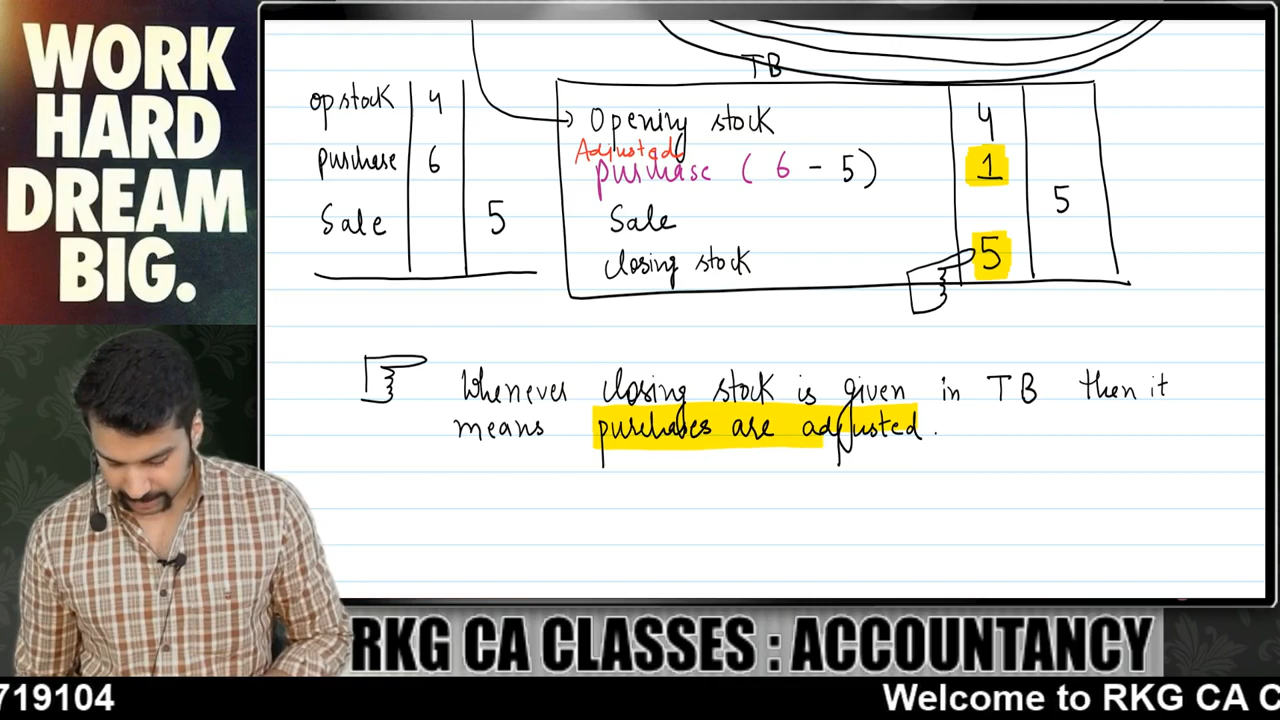 WORK
HARD
DREAM
BIG.
TB
op stock 4
purchase 6
Sale 5
Opening stock 4
Adjusted
purchase ( 6 - 5 ) 1
Sale 5
closing stock 5
Whenever closing stock is given in TB then it
means purchases are adjusted.
RKG CA CLASSES : ACCOUNTANCY
719104 Welcome to RKG CA C